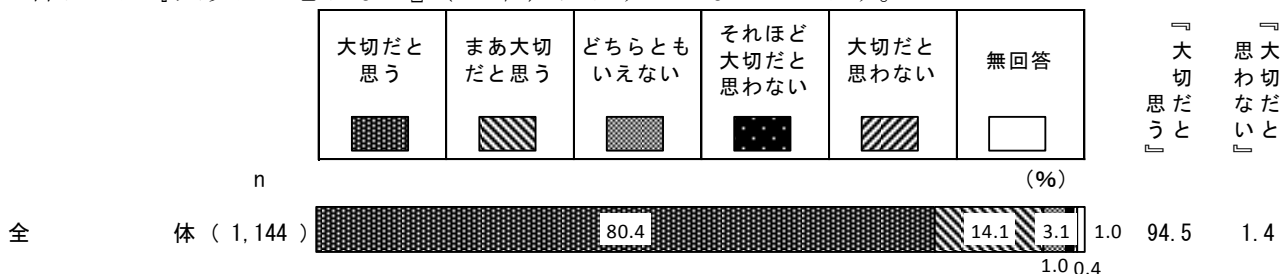 大切だと
思う
まあ大切
だと思う
どちらとも
いえない
それほど
大切だと
思わない
大切だと
思わない
無回答
『大切だと
思う』
『大切だと
思わない』
n
(%)
全 体 ( 1,144 ) 80.4 14.1 3.1 1.0 94.5 1.4
1.0 0.4